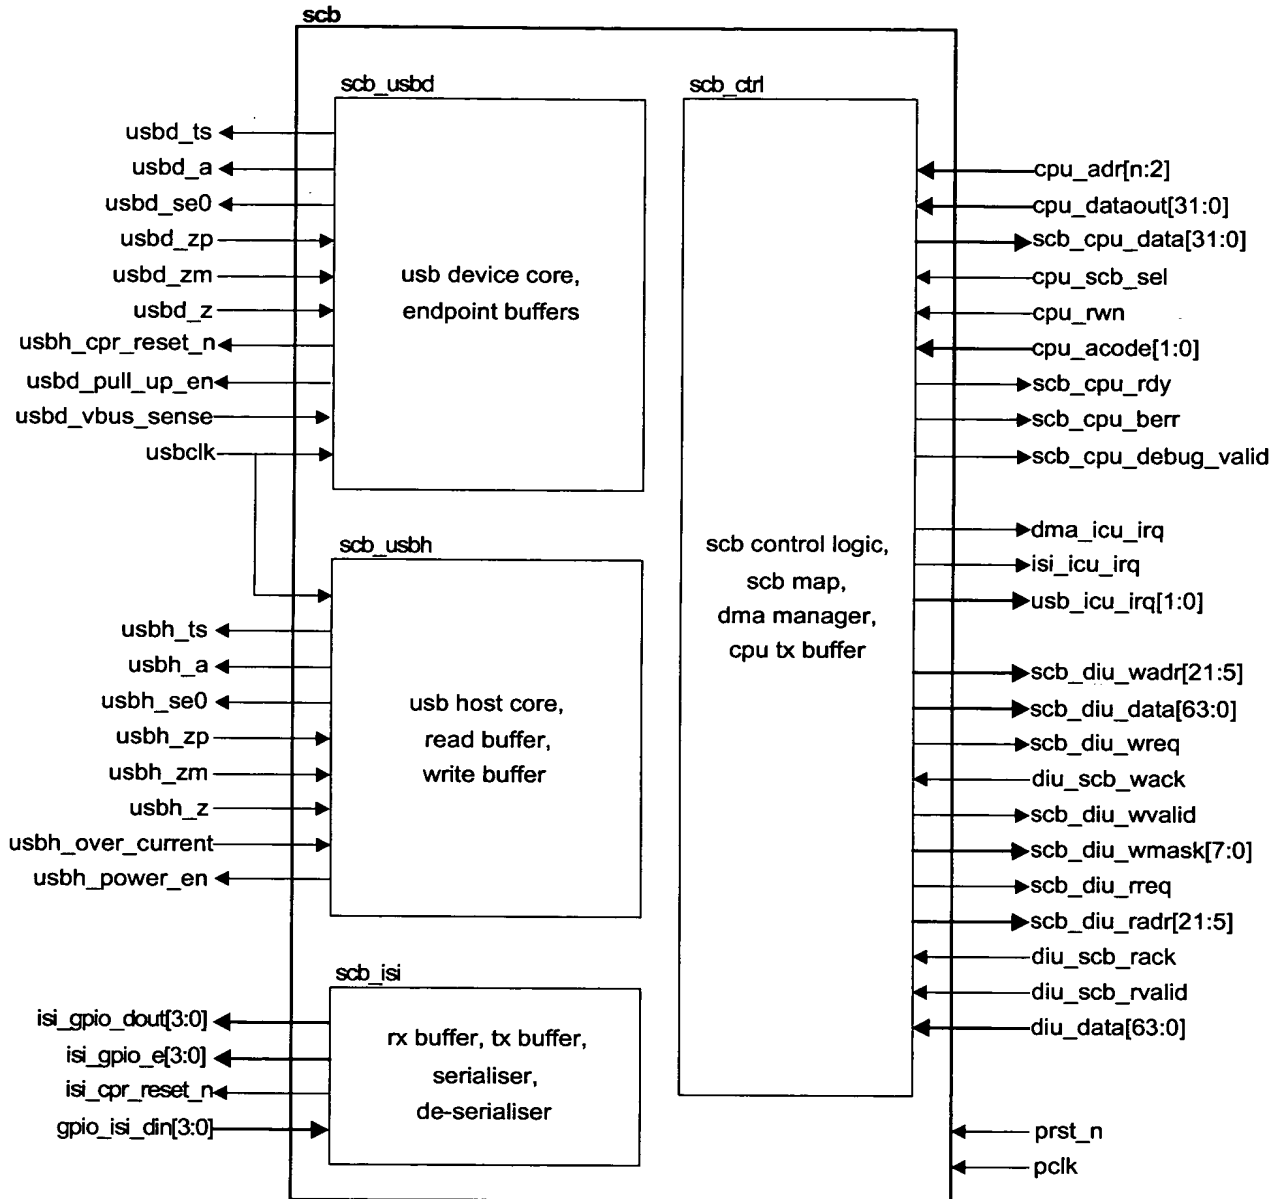 scb
scb_usbd
usbd_ts
usbd_a
usbd_se0
usbd_zp
usbd_zm
usbd_z
usbh_cpr_reset_n
usbd_pull_up_en
usbd_vbus_sense
usbclk
usb device core,
endpoint buffers
scb_usbh
usbh_ts
usbh_a
usbh_se0
usbh_zp
usbh_zm
usbh_z
usbh_over_current
usbh_power_en
usb host core,
read buffer,
write buffer
scb_isi
isi_gpio_dout[3:0]
isi_gpio_e[3:0]
isi_cpr_reset_n
gpio_isi_din[3:0]
rx buffer, tx buffer,
serialiser,
de-serialiser
scb_ctrl
scb control logic,
scb map,
dma manager,
cpu tx buffer
cpu_adr[n:2]
cpu_dataout[31:0]
scb_cpu_data[31:0]
cpu_scb_sel
cpu_rwn
cpu_acode[1:0]
scb_cpu_rdy
scb_cpu_berr
scb_cpu_debug_valid
dma_icu_irq
isi_icu_irq
usb_icu_irq[1:0]
scb_diu_wadr[21:5]
scb_diu_data[63:0]
scb_diu_wreq
diu_scb_wack
scb_diu_wvalid
scb_diu_wmask[7:0]
scb_diu_rreq
scb_diu_radr[21:5]
diu_scb_rack
diu_scb_rvalid
diu_data[63:0]
prst_n
pclk